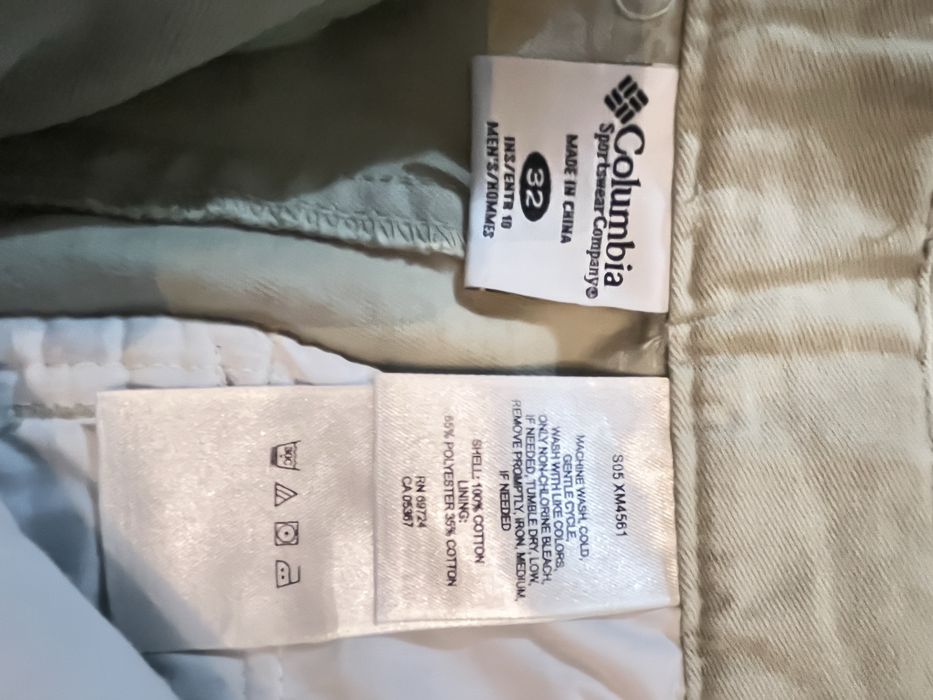 Columbia
Sportswear Company®
MADE IN CHINA
32
INS/ENTR 10
MEN'S/HOMMES
S05 XM4561
MACHINE WASH, COLD,
GENTLE CYCLE,
WASH WITH LIKE COLORS,
ONLY NON-CHLORINE BLEACH,
IF NEEDED, TUMBLE DRY, LOW,
REMOVE PROMPTLY, IRON, MEDIUM,
IF NEEDED
SHELL: 100% COTTON
LINING:
65% POLYESTER 35% COTTON
RN 69724
CA 05367
30C